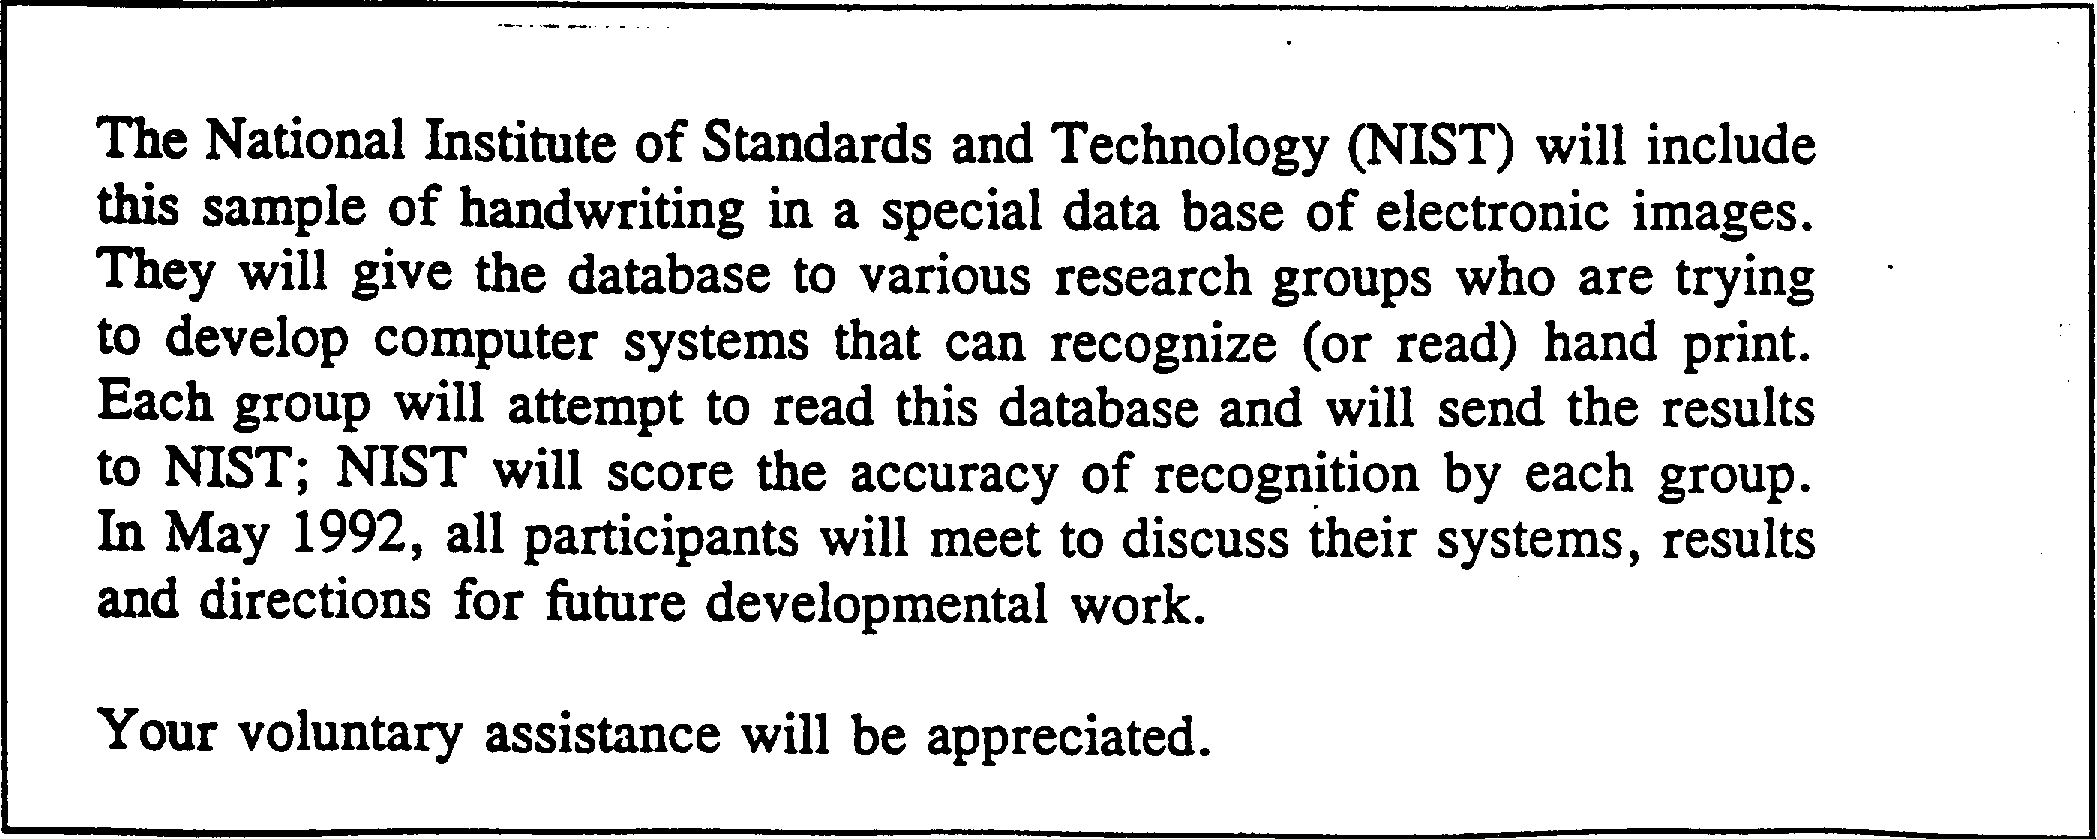 The National Institute of Standards and Technology (NIST) will include
this sample of handwriting in a special data base of electronic images.
They will give the database to various research groups who are trying
to develop computer systems that can recognize (or read) hand print.
Each group will attempt to read this database and will send the results
to NIST; NIST will score the accuracy of recognition by each group.
In May 1992, all participants will meet to discuss their systems, results
and directions for future developmental work.
Your voluntary assistance will be appreciated.